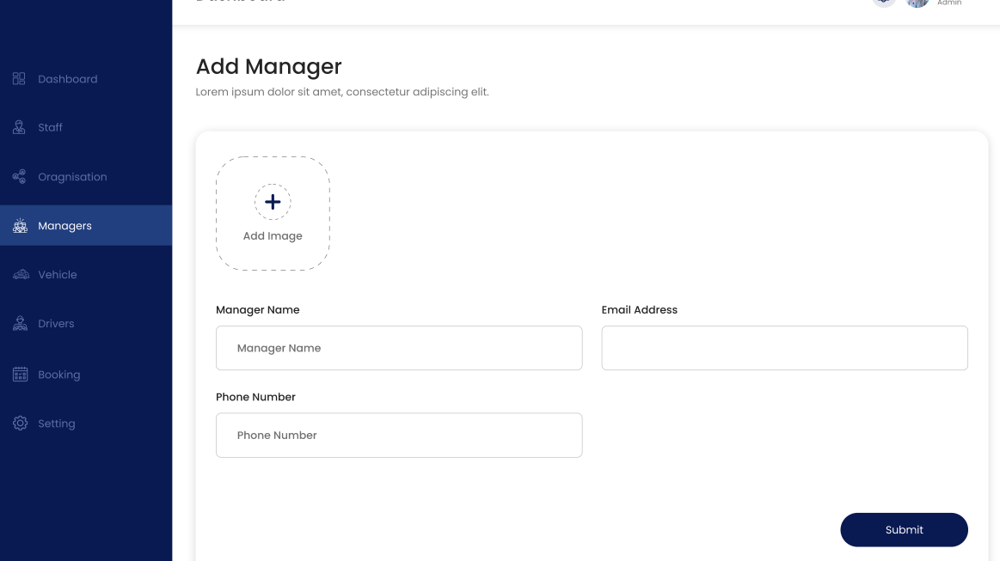 Dashboard
Admin
Dashboard
Staff
Oragnisation
Managers
Vehicle
Drivers
Booking
Setting
Add Manager
Lorem ipsum dolor sit amet, consectetur adipiscing elit.
Add Image
Manager Name
Email Address
Manager Name
Phone Number
Phone Number
Submit